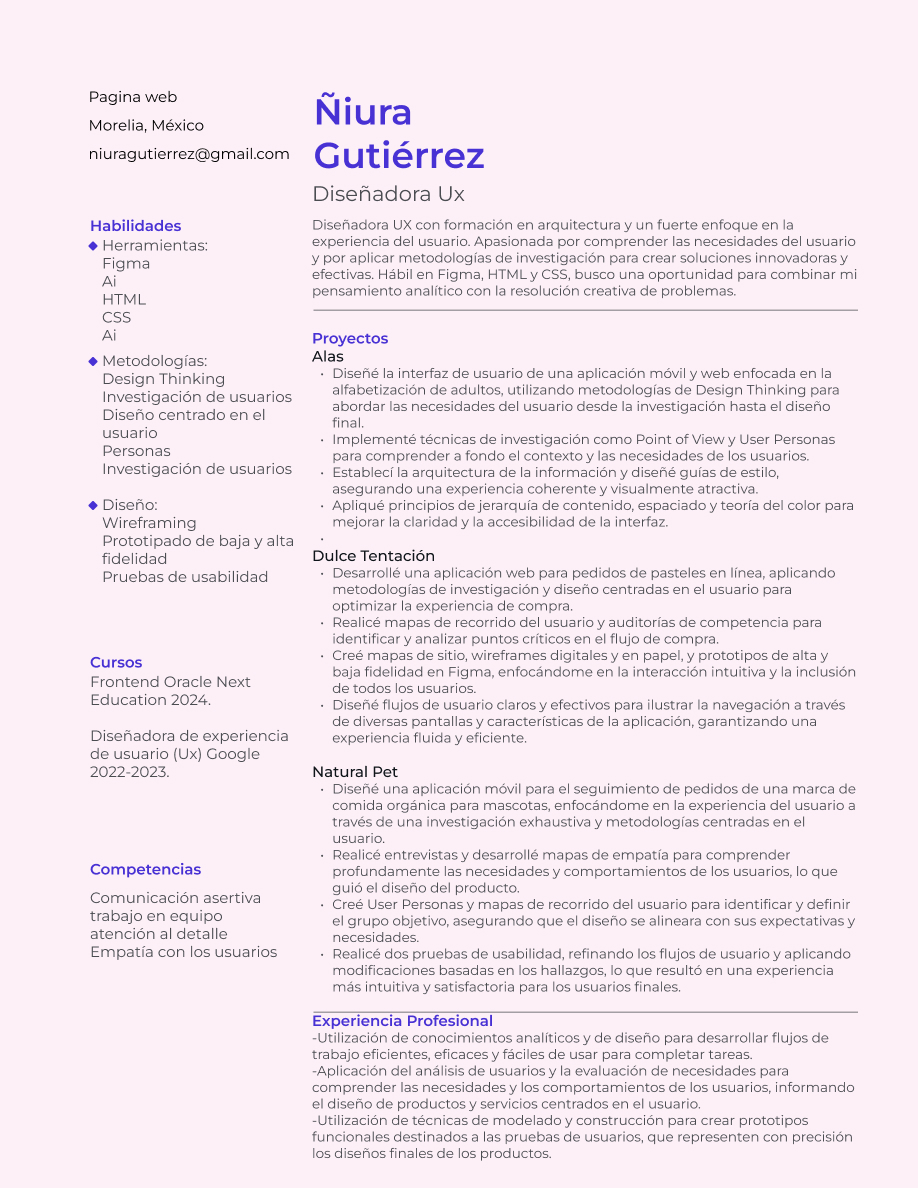 Pagina web
Morelia, México
niuragutierrez@gmail.com
Habilidades
Herramientas:
Figma
Ai
HTML
CSS
Ai
Metodologías:
Design Thinking
Investigación de usuarios
Diseño centrado en el
usuario
Personas
Investigación de usuarios
Diseño:
Wireframing
Prototipado de baja y alta
fidelidad
Pruebas de usabilidad
Cursos
Frontend Oracle Next
Education 2024.
Diseñadora de experiencia
de usuario (Ux) Google
2022-2023.
Competencias
Comunicación asertiva
trabajo en equipo
atención al detalle
Empatía con los usuarios
Ñiura
Gutiérrez
Diseñadora Ux
Diseñadora UX con formación en arquitectura y un fuerte enfoque en la
experiencia del usuario. Apasionada por comprender las necesidades del usuario
y por aplicar metodologías de investigación para crear soluciones innovadoras y
efectivas. Hábil en Figma, HTML y CSS, busco una oportunidad para combinar mi
pensamiento analítico con la resolución creativa de problemas.
Proyectos
Alas
• Diseñé la interfaz de usuario de una aplicación móvil y web enfocada en la
alfabetización de adultos, utilizando metodologías de Design Thinking para
abordar las necesidades del usuario desde la investigación hasta el diseño
final.
• Implementé técnicas de investigación como Point of View y User Personas
para comprender a fondo el contexto y las necesidades de los usuarios.
• Establecí la arquitectura de la información y diseñé guías de estilo,
asegurando una experiencia coherente y visualmente atractiva.
• Apliqué principios de jerarquía de contenido, espaciado y teoría del color para
mejorar la claridad y la accesibilidad de la interfaz.
•
Dulce Tentación
• Desarrollé una aplicación web para pedidos de pasteles en línea, aplicando
metodologías de investigación y diseño centradas en el usuario para
optimizar la experiencia de compra.
• Realicé mapas de recorrido del usuario y auditorías de competencia para
identificar y analizar puntos críticos en el flujo de compra.
• Creé mapas de sitio, wireframes digitales y en papel, y prototipos de alta y
baja fidelidad en Figma, enfocándome en la interacción intuitiva y la inclusión
de todos los usuarios.
• Diseñé flujos de usuario claros y efectivos para ilustrar la navegación a través
de diversas pantallas y características de la aplicación, garantizando una
experiencia fluida y eficiente.
Natural Pet
• Diseñé una aplicación móvil para el seguimiento de pedidos de una marca de
comida orgánica para mascotas, enfocándome en la experiencia del usuario a
través de una investigación exhaustiva y metodologías centradas en el
usuario.
• Realicé entrevistas y desarrollé mapas de empatía para comprender
profundamente las necesidades y comportamientos de los usuarios, lo que
guió el diseño del producto.
• Creé User Personas y mapas de recorrido del usuario para identificar y definir
el grupo objetivo, asegurando que el diseño se alineara con sus expectativas y
necesidades.
• Realicé dos pruebas de usabilidad, refinando los flujos de usuario y aplicando
modificaciones basadas en los hallazgos, lo que resultó en una experiencia
más intuitiva y satisfactoria para los usuarios finales.
Experiencia Profesional
-Utilización de conocimientos analíticos y de diseño para desarrollar flujos de
trabajo eficientes, eficaces y fáciles de usar para completar tareas.
-Aplicación del análisis de usuarios y la evaluación de necesidades para
comprender las necesidades y los comportamientos de los usuarios, informando
el diseño de productos y servicios centrados en el usuario.
-Utilización de técnicas de modelado y construcción para crear prototipos
funcionales destinados a las pruebas de usuarios, que representen con precisión
los diseños finales de los productos.